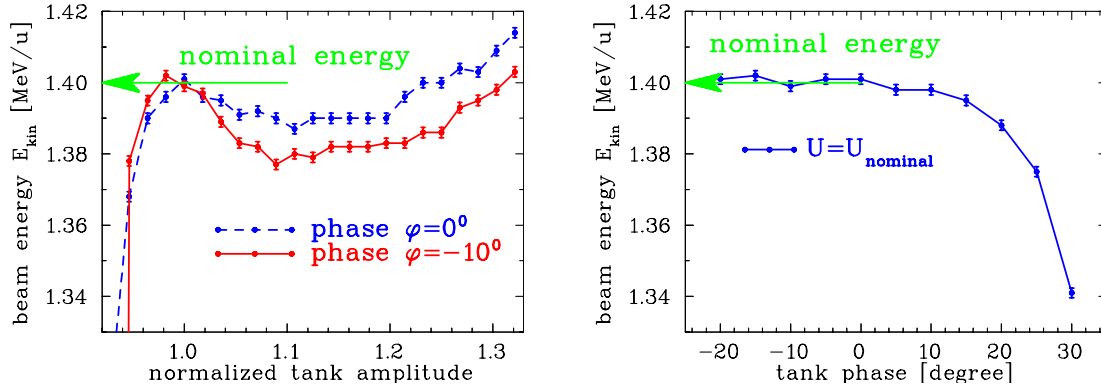 beam energy E_kin [MeV/u]
1.42
1.40
1.38
1.36
1.34
nominal energy
phase φ=0⁰
phase φ=−10⁰
1.0 1.1 1.2 1.3
normalized tank amplitude
beam energy E_kin [MeV/u]
1.42
1.40
1.38
1.36
1.34
nominal energy
U=U_nominal
−20 −10 0 10 20 30
tank phase [degree]